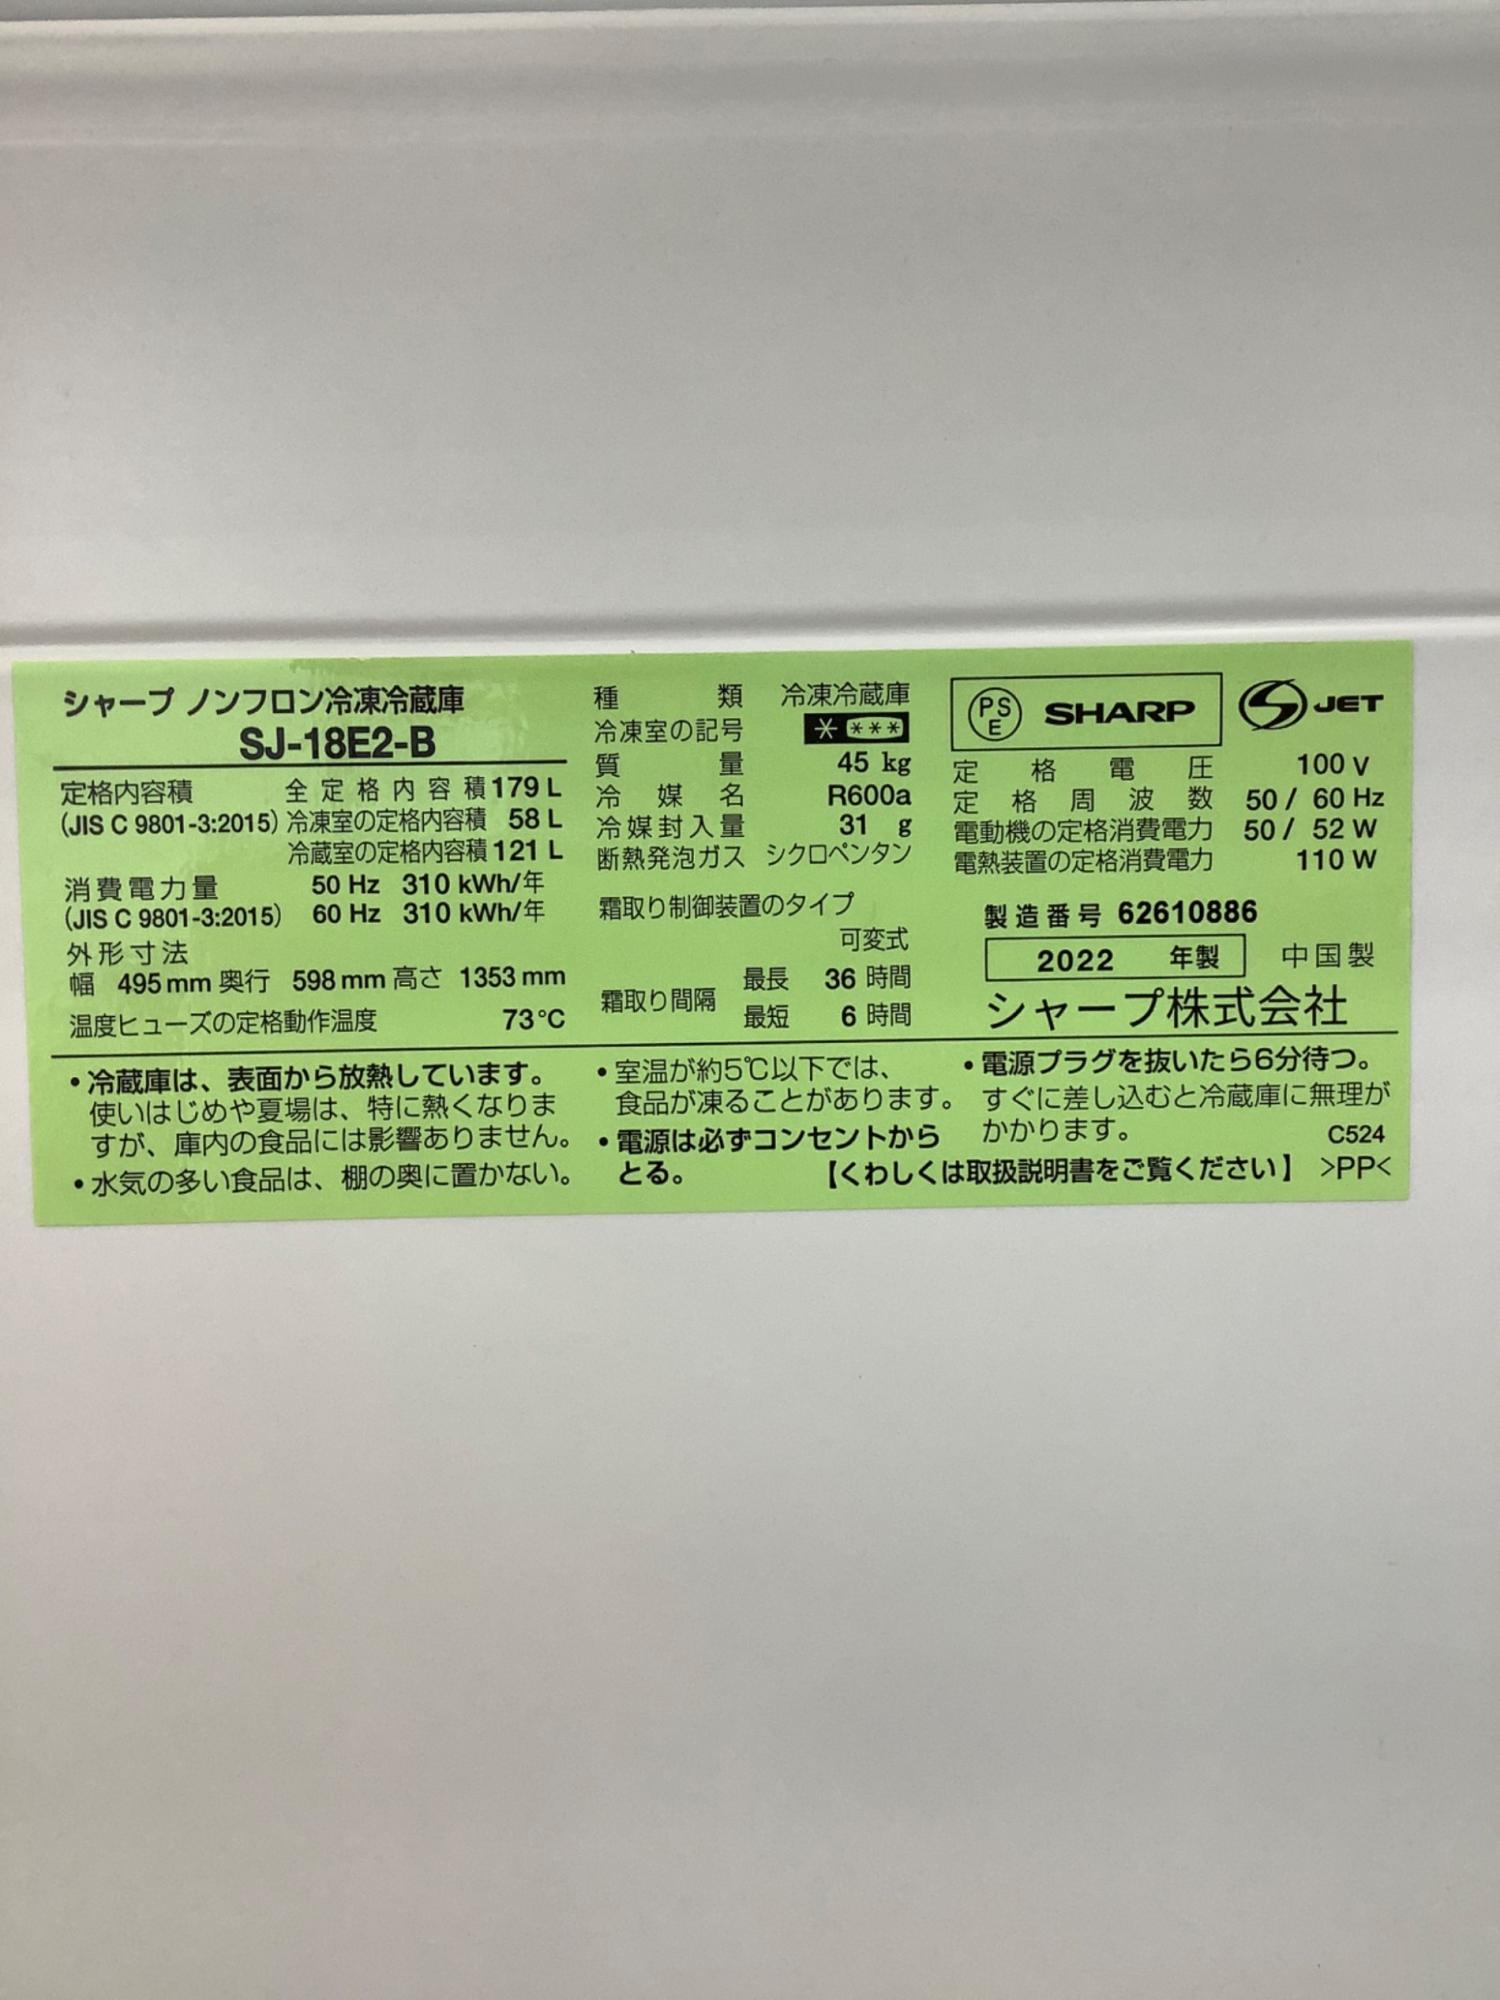 シャープ ノンフロン冷凍冷蔵庫
SJ-18E2-B
定格内容積 全定格内容積 179 L
(JIS C 9801-3:2015) 冷凍室の定格内容積 58 L
冷蔵室の定格内容積 121 L
消費電力量 50 Hz 310 kWh/年
(JIS C 9801-3:2015) 60 Hz 310 kWh/年
外形寸法
幅 495 mm 奥行 598 mm 高さ 1353 mm
温度ヒューズの定格動作温度 73℃
種類 冷凍冷蔵庫
冷凍室の記号 * ***
質量 45 kg
冷媒名 R600a
冷媒封入量 31 g
断熱発泡ガス シクロペンタン
霜取り制御装置のタイプ
可変式
霜取り間隔 最長 36 時間
最短 6 時間
PSE SHARP JET
定格電圧 100 V
定格周波数 50 / 60 Hz
電動機の定格消費電力 50 / 52 W
電熱装置の定格消費電力 110 W
製造番号 62610886
2022 年製 中国製
シャープ株式会社
• 冷蔵庫は、表面から放熱しています。
使いはじめや夏場は、特に熱くなりま
すが、庫内の食品には影響ありません。
• 水気の多い食品は、棚の奥に置かない。
• 室温が約5℃以下では、
食品が凍ることがあります。
• 電源は必ずコンセントから
とる。
• 電源プラグを抜いたら6分待つ。
すぐに差し込むと冷蔵庫に無理が
かかります。 C524
【くわしくは取扱説明書をご覧ください】 >PP<